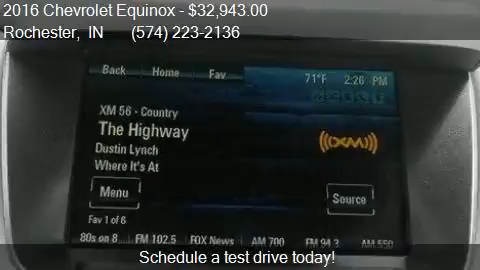 2016 Chevrolet Equinox - $32,943.00
Rochester,  IN      (574) 223-2136
Back Home Fav 71°F 2:26 PM
XM 56 · Country
The Highway
Dustin Lynch
Where It's At
((XM))
Menu Source
Fav 1 of 6
80s on 8 FM 102.5 FOX News AM 700 FM 94.3 AM 550
Schedule a test drive today!